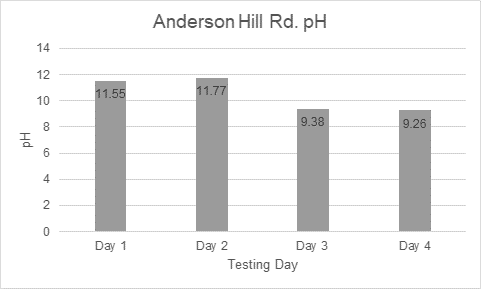 Anderson Hill Rd. pH
14
12
10
8
6
4
2
0
pH
11.55
11.77
9.38
9.26
Day 1
Day 2
Day 3
Day 4
Testing Day